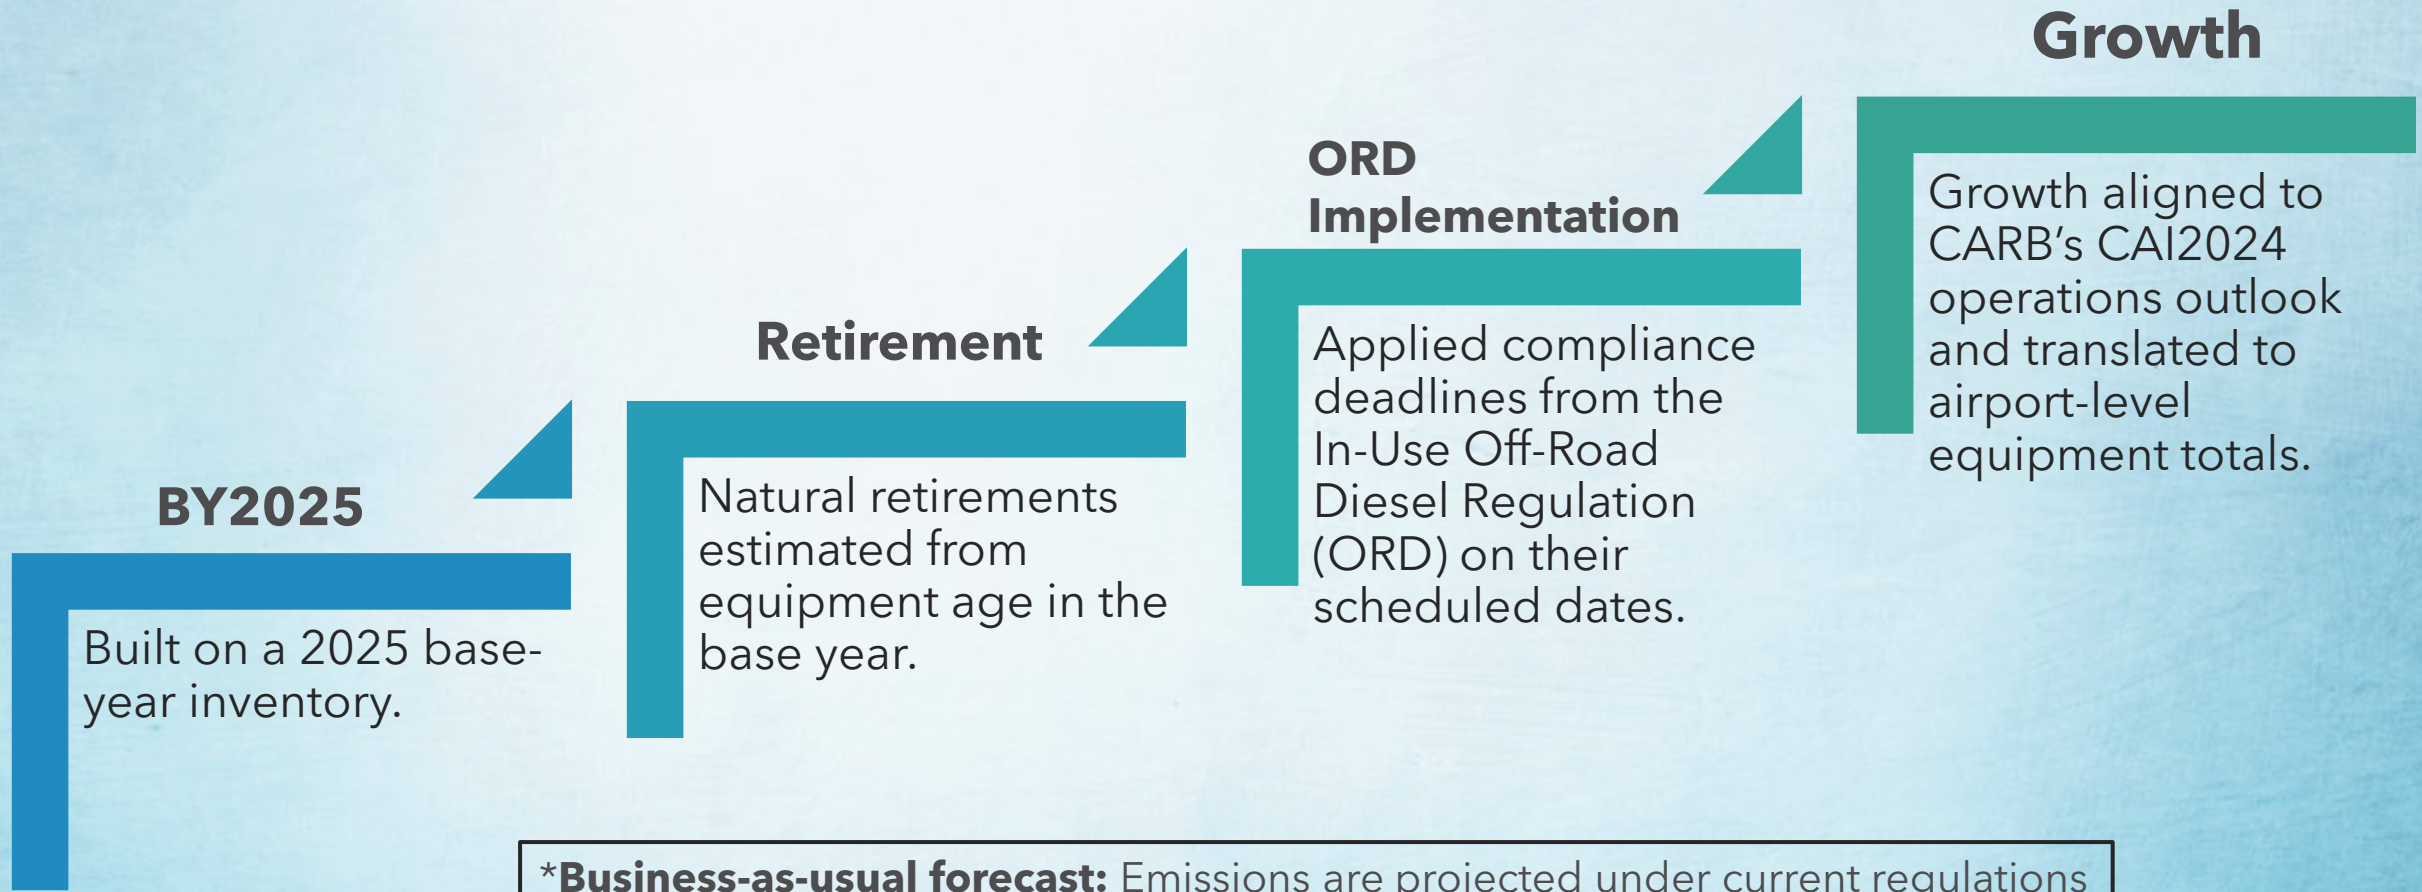 BY2025
Built on a 2025 base-
year inventory.
Retirement
Natural retirements
estimated from
equipment age in the
base year.
ORD
Implementation
Applied compliance
deadlines from the
In-Use Off-Road
Diesel Regulation
(ORD) on their
scheduled dates.
Growth
Growth aligned to
CARB’s CAI2024
operations outlook
and translated to
airport-level
equipment totals.
*Business-as-usual forecast: Emissions are projected under current regulations